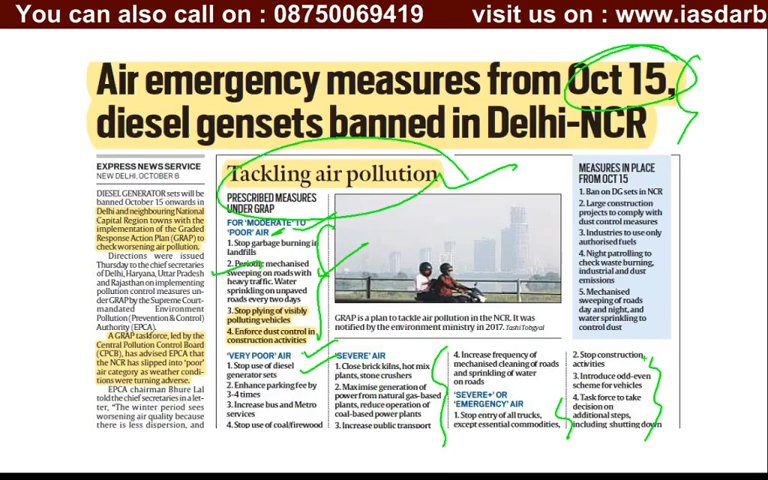 You can also call on : 08750069419 visit us on : www.iasdarb
Air emergency measures from Oct 15,
diesel gensets banned in Delhi-NCR
EXPRESS NEWS SERVICE
NEW DELHI, OCTOBER 8
DIESEL GENERATOR sets will be
banned October 15 onwards in
Delhi and neighbouring National
Capital Region towns with the
implementation of the Graded
Response Action Plan (GRAP) to
check worsening air pollution.
Directions were issued
Thursday to the chief secretaries
of Delhi, Haryana, Uttar Pradesh
and Rajasthan on implementing
pollution control measures un-
der GRAP by the Supreme Court-
mandated Environment
Pollution (Prevention & Control)
Authority (EPCA).
A GRAP taskforce, led by the
Central Pollution Control Board
(CPCB), has advised EPCA that
the NCR has slipped into 'poor'
air category as weather condi-
tions were turning adverse.
EPCA chairman Bhure Lal
told the chief secretaries in a let-
ter, "The winter period sees
worsening air quality because
there is less dispersion, and
Tackling air pollution
PRESCRIBED MEASURES
UNDER GRAP
FOR 'MODERATE' TO
'POOR' AIR
1. Stop garbage burning in
landfills
2. Periodic mechanised
sweeping on roads with
heavy traffic. Water
sprinkling on unpaved
roads every two days
3. Stop plying of visibly
polluting vehicles
4. Enforce dust control in
construction activities
'VERY POOR' AIR
1. Stop use of diesel
generator sets
2. Enhance parking fee by
3-4 times
3. Increase bus and Metro
services
4. Stop use of coal/firewood
GRAP is a plan to tackle air pollution in the NCR. It was
notified by the environment ministry in 2017. Tashi Tobgyal
'SEVERE' AIR
1. Close brick kilns, hot mix
plants, stone crushers
2. Maximise generation of
power from natural gas-based
plants, reduce operation of
coal-based power plants
3. Increase public transport
4. Increase frequency of
mechanised cleaning of roads
and sprinkling of water
on roads
'SEVERE+' OR
'EMERGENCY' AIR
1. Stop entry of all trucks,
except essential commodities,
2. Stop construction
activities
3. Introduce odd-even
scheme for vehicles
4. Task force to take
decision on
additional steps,
including shutting down
MEASURES IN PLACE
FROM OCT 15
1. Ban on DG sets in NCR
2. Large construction
projects to comply with
dust control measures
3. Industries to use only
authorised fuels
4. Night patrolling to
check waste burning,
industrial and dust
emissions
5. Mechanised
sweeping of roads
day and night, and
water sprinkling to
control dust